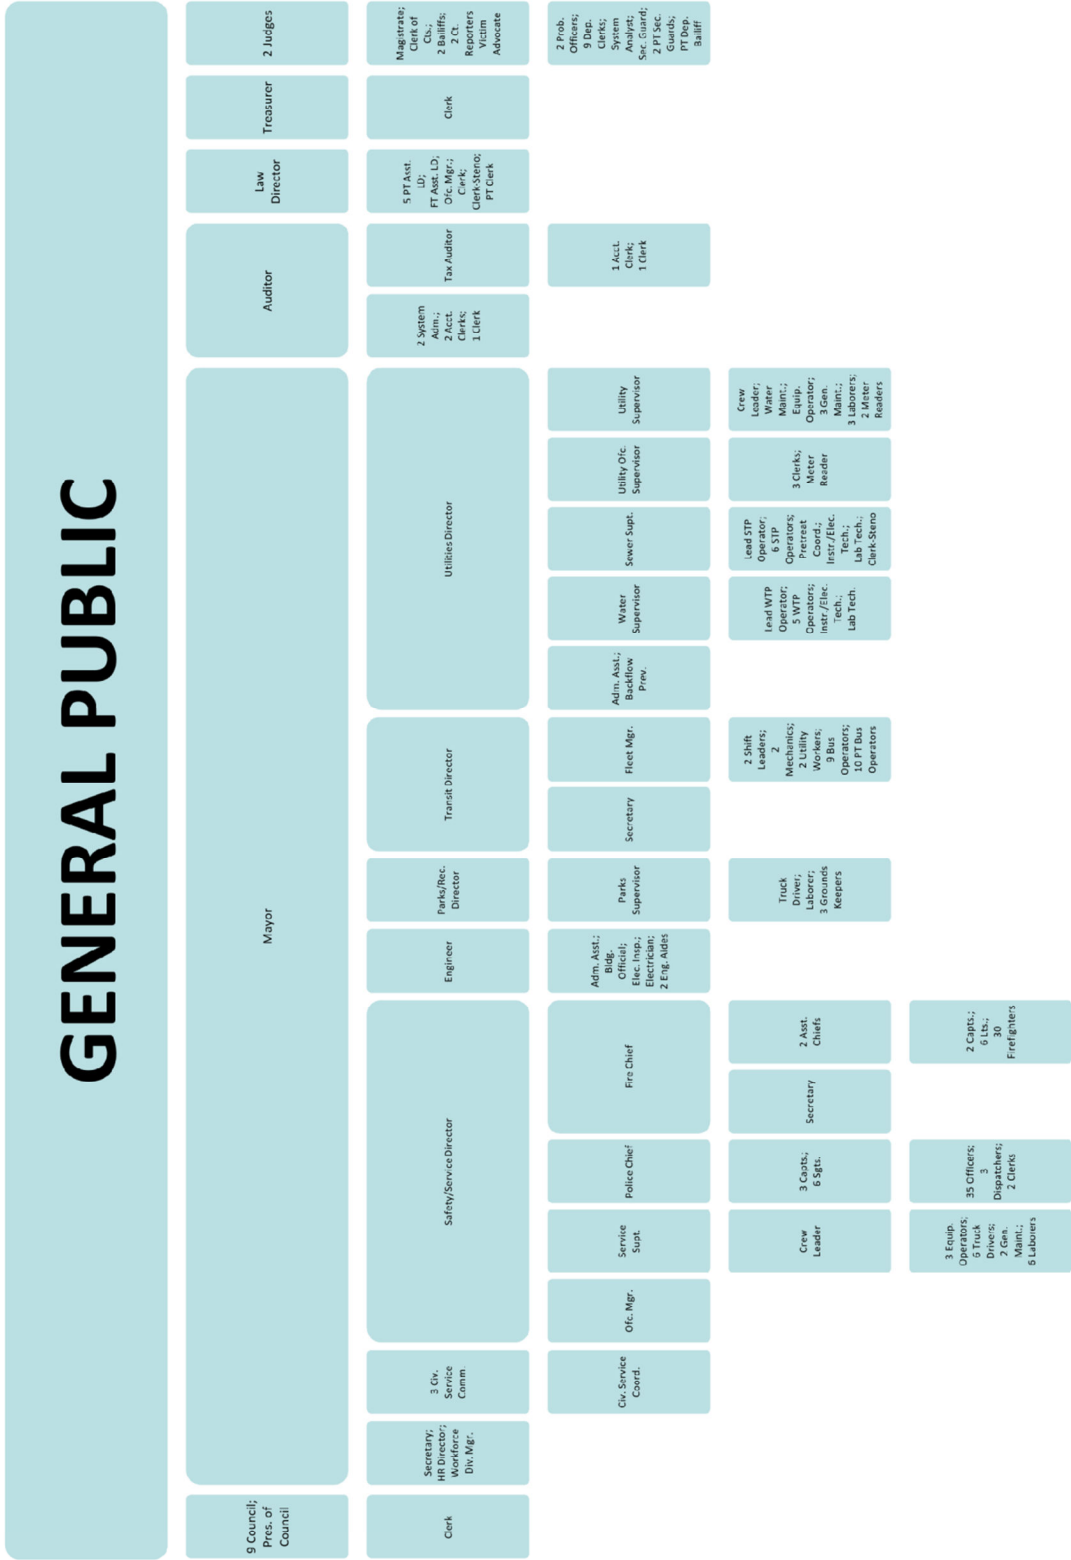 GENERAL PUBLIC
9 Council;
Pres. of
Council
Mayor
Auditor
Law
Director
Treasurer
2 Judges
Clerk
Secretary;
HR Director;
Workforce
Div. Mgr.
3 Civ.
Service
Comm.
Safety/Service Director
Engineer
Parks/Rec.
Director
Transit Director
Utilities Director
2 System
Adm.;
2 Acct.
Clerks;
1 Clerk
Tax Auditor
5 PT Asst.
LD;
FT Asst. LD;
Ofc. Mgr.;
Clerk;
Clerk-Steno;
PT Clerk
Clerk
Magistrate;
Clerk of
Cts.;
2 Bailiffs;
2 Ct.
Reporters
Victim
Advocate
Civ. Service
Coord.
Ofc. Mgr.
Service
Supt.
Police Chief
Fire Chief
Adm. Asst.;
Bldg.
Official;
Elec. Insp.;
Electrician;
2 Eng. Aides
Parks
Supervisor
Secretary
Fleet Mgr.
Adm. Asst.;
Backflow
Prev.
Water
Supervisor
Sewer Supt.
Utility Ofc.
Supervisor
Utility
Supervisor
1 Acct.
Clerk;
1 Clerk
2 Prob.
Officers;
9 Dep.
Clerks;
System
Analyst;
Sec. Guard;
2 PT Sec.
Guards;
PT Dep.
Bailiff
Crew
Leader
3 Capts.;
6 Sgts.
Secretary
2 Asst.
Chiefs
Truck
Driver;
Laborer;
3 Grounds
Keepers
2 Shift
Leaders;
2
Mechanics;
2 Utility
Workers;
9 Bus
Operators;
10 PT Bus
Operators
Lead WTP
Operator;
5 WTP
Operators;
Instr./Elec.
Tech.;
Lab Tech.
Lead STP
Operator;
6 STP
Operators;
Pretreat
Coord.;
Instr./Elec.
Tech.;
Lab Tech.;
Clerk-Steno
3 Clerks;
Meter
Reader
Crew
Leader;
Water
Maint.;
Equip.
Operator;
3 Gen.
Maint.;
3 Laborers;
2 Meter
Readers
3 Equip.
Operators;
6 Truck
Drivers;
2 Gen.
Maint.;
6 Laborers
35 Officers;
3
Dispatchers;
2 Clerks
2 Capts.;
6 Lts.;
30
Firefighters